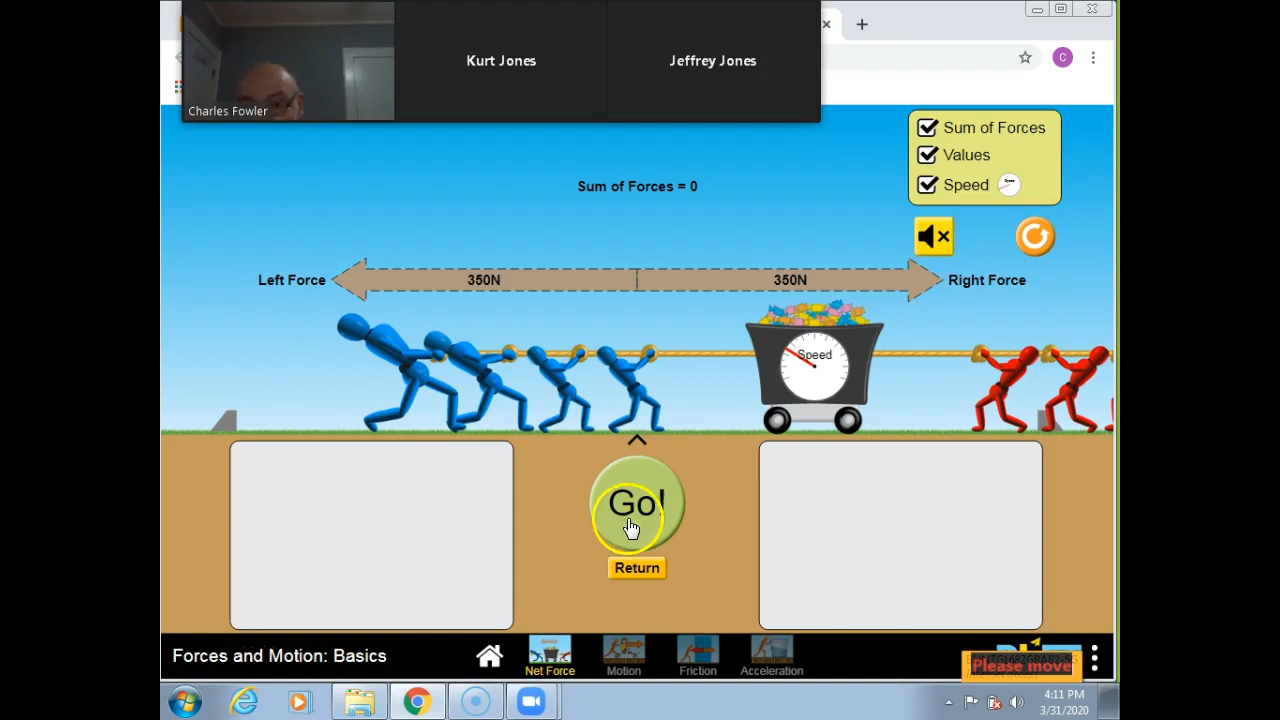 Charles Fowler
Kurt Jones
Jeffrey Jones
C
Sum of Forces
Values
Speed
Sum of Forces = 0
Left Force
350N
350N
Right Force
Speed
Go!
Return
Forces and Motion: Basics
Net Force
Motion
Friction
Acceleration
Please move
4:11 PM
3/31/2020